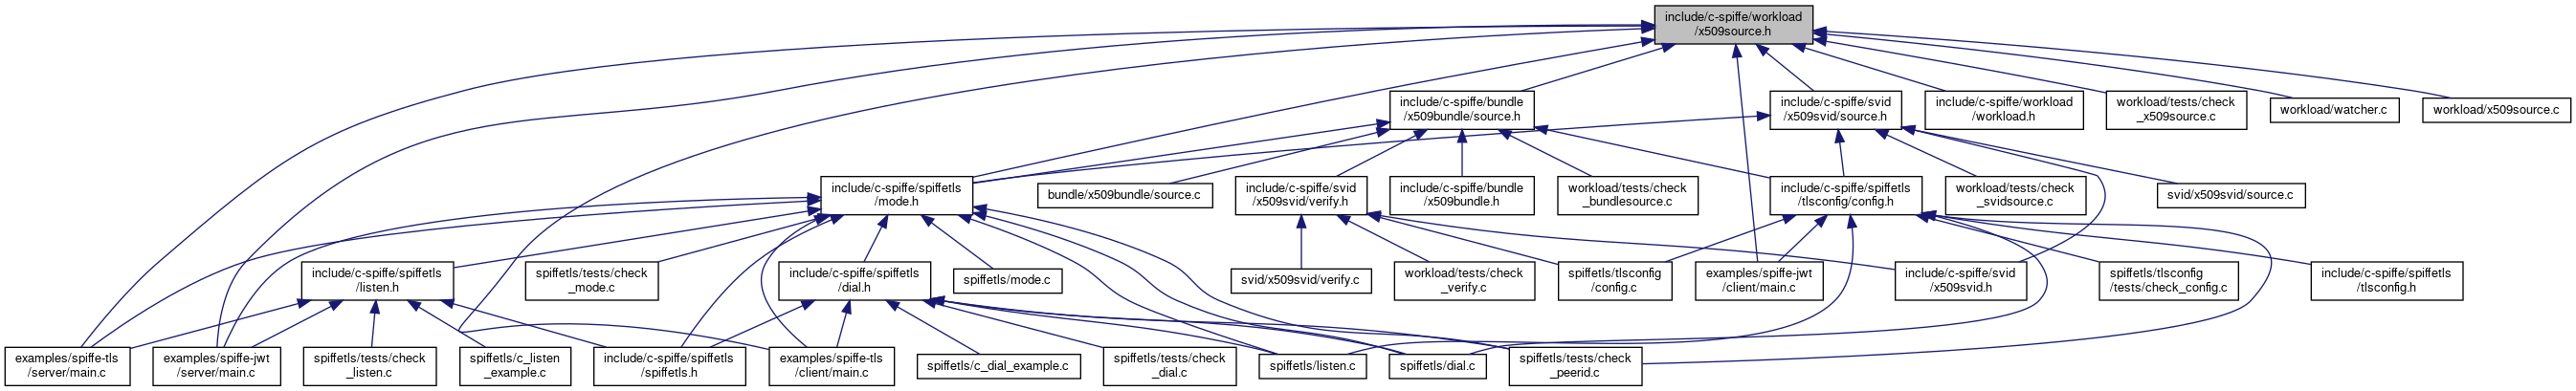 include/c-spiffe/workload
/x509source.h
include/c-spiffe/bundle
/x509bundle/source.h
include/c-spiffe/svid
/x509svid/source.h
include/c-spiffe/workload
/workload.h
workload/tests/check
_x509source.c
workload/watcher.c
workload/x509source.c
include/c-spiffe/spiffetls
/mode.h
bundle/x509bundle/source.c
include/c-spiffe/svid
/x509svid/verify.h
include/c-spiffe/bundle
/x509bundle.h
workload/tests/check
_bundlesource.c
include/c-spiffe/spiffetls
/tlsconfig/config.h
workload/tests/check
_svidsource.c
svid/x509svid/source.c
include/c-spiffe/spiffetls
/listen.h
spiffetls/tests/check
_mode.c
include/c-spiffe/spiffetls
/dial.h
spiffetls/mode.c
svid/x509svid/verify.c
workload/tests/check
_verify.c
spiffetls/tlsconfig
/config.c
examples/spiffe-jwt
/client/main.c
include/c-spiffe/svid
/x509svid.h
spiffetls/tlsconfig
/tests/check_config.c
include/c-spiffe/spiffetls
/tlsconfig.h
examples/spiffe-tls
/server/main.c
examples/spiffe-jwt
/server/main.c
spiffetls/tests/check
_listen.c
spiffetls/c_listen
_example.c
include/c-spiffe/spiffetls
/spiffetls.h
examples/spiffe-tls
/client/main.c
spiffetls/c_dial_example.c
spiffetls/tests/check
_dial.c
spiffetls/listen.c
spiffetls/dial.c
spiffetls/tests/check
_peerid.c